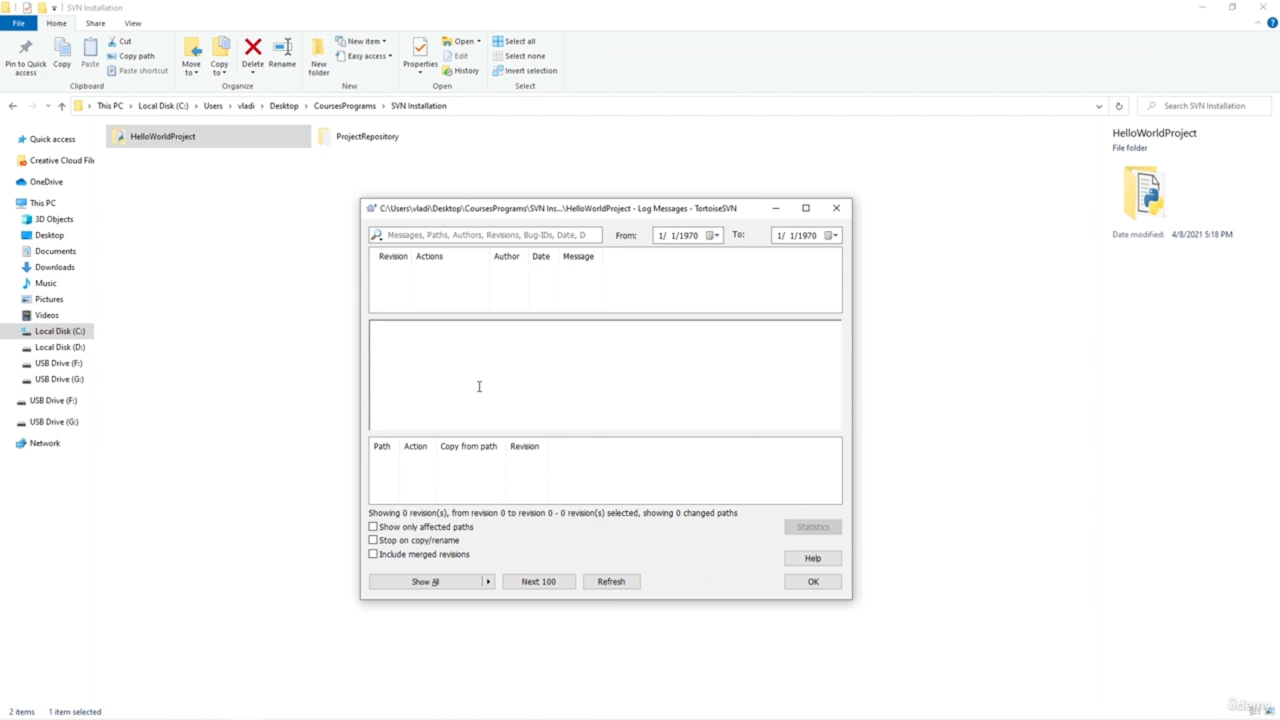 SVN Installation
File Home Share View
Pin to Quick access
Copy
Paste
Cut
Copy path
Paste shortcut
Clipboard
Move to
Copy to
Delete
Rename
Organize
New folder
New item
Easy access
New
Properties
Open
Edit
History
Open
Select all
Select none
Invert selection
Select
This PC > Local Disk (C:) > Users > vladi > Desktop > CoursesPrograms > SVN Installation
Search SVN Installation
Quick access
Creative Cloud File
OneDrive
This PC
3D Objects
Desktop
Documents
Downloads
Music
Pictures
Videos
Local Disk (C:)
Local Disk (D:)
USB Drive (F:)
USB Drive (G:)
USB Drive (F:)
USB Drive (G:)
Network
HelloWorldProject
ProjectRepository
HelloWorldProject
File folder
Date modified: 4/8/2021 5:18 PM
C:\Users\vladi\Desktop\CoursesPrograms\SVN Ins...\HelloWorldProject - Log Messages - TortoiseSVN
Messages, Paths, Authors, Revisions, Bug-IDs, Date, D
From: 1/ 1/1970 To: 1/ 1/1970
Revision Actions Author Date Message
Path Action Copy from path Revision
Showing 0 revision(s), from revision 0 to revision 0 - 0 revision(s) selected, showing 0 changed paths
Show only affected paths
Stop on copy/rename
Include merged revisions
Statistics
Help
Show All Next 100 Refresh OK
2 items 1 item selected
ûdemy